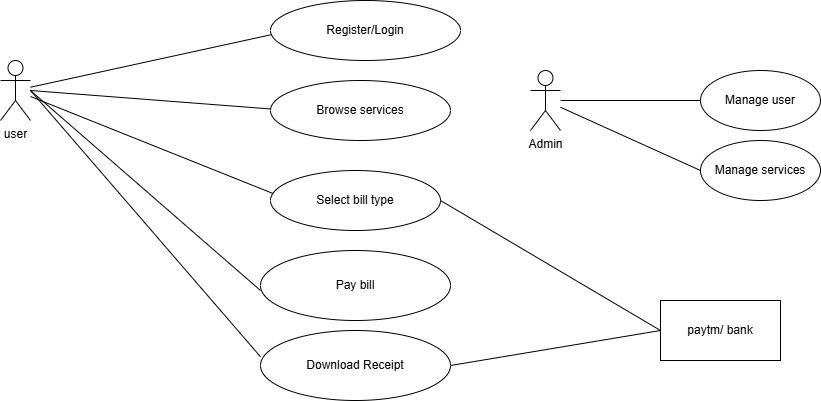 Register/Login
user
Browse services
Select bill type
Pay bill
Download Receipt
Admin
Manage user
Manage services
paytm/ bank